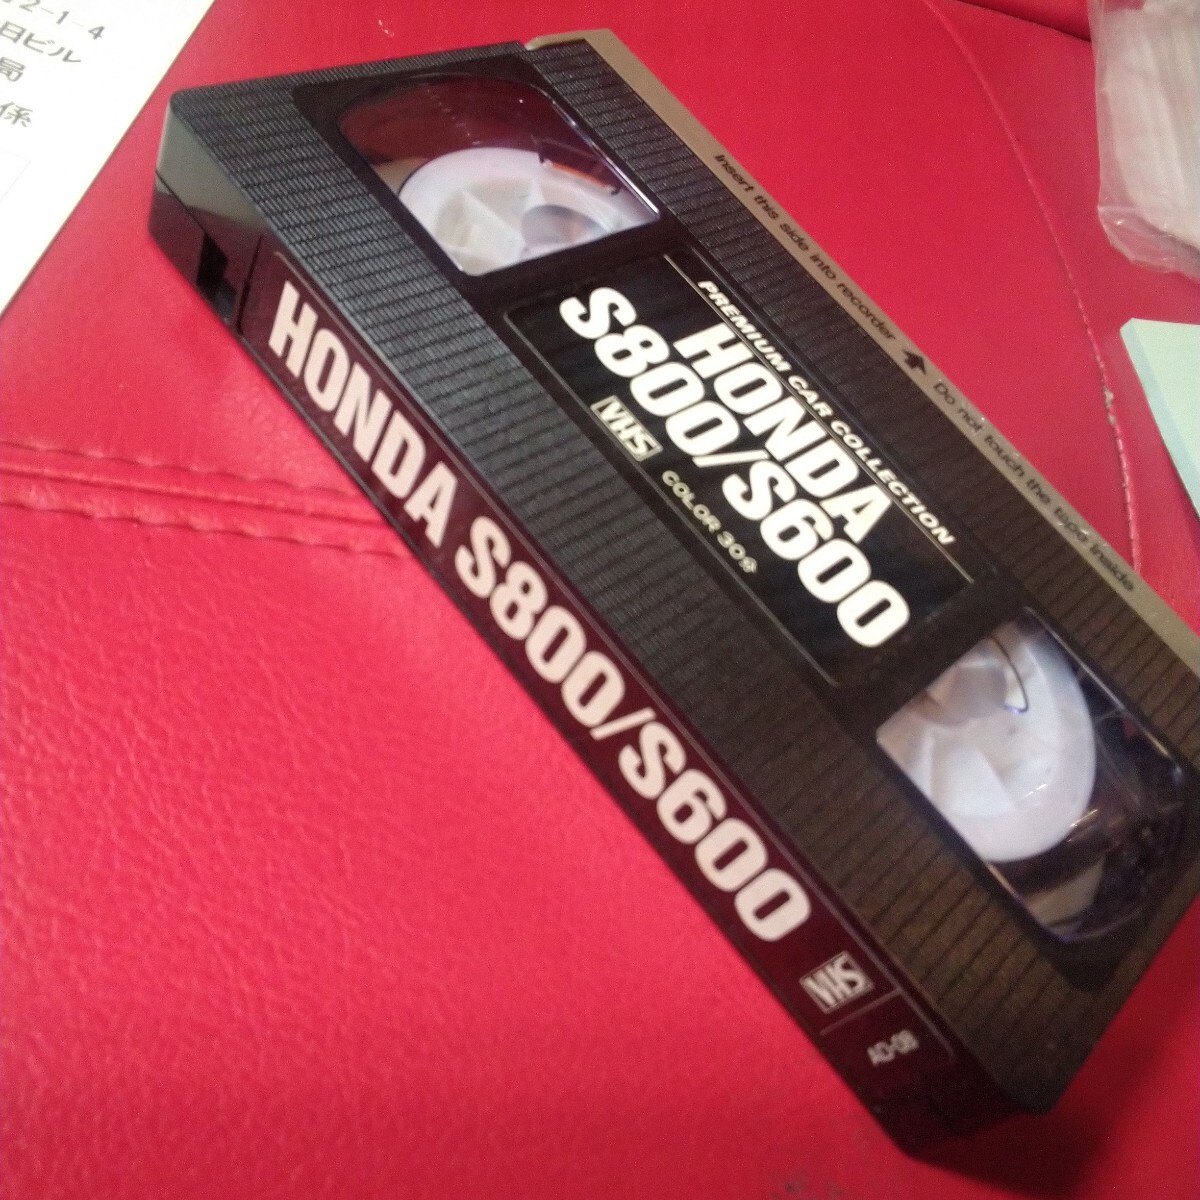 2-1-4
日ビル
局
係
Insert this side into recorder
Do not touch the tape inside
PREMIUM CAR COLLECTION
HONDA
S800/S600
VHS COLOR 30分
HONDA S800/S600
VHS
AO-08